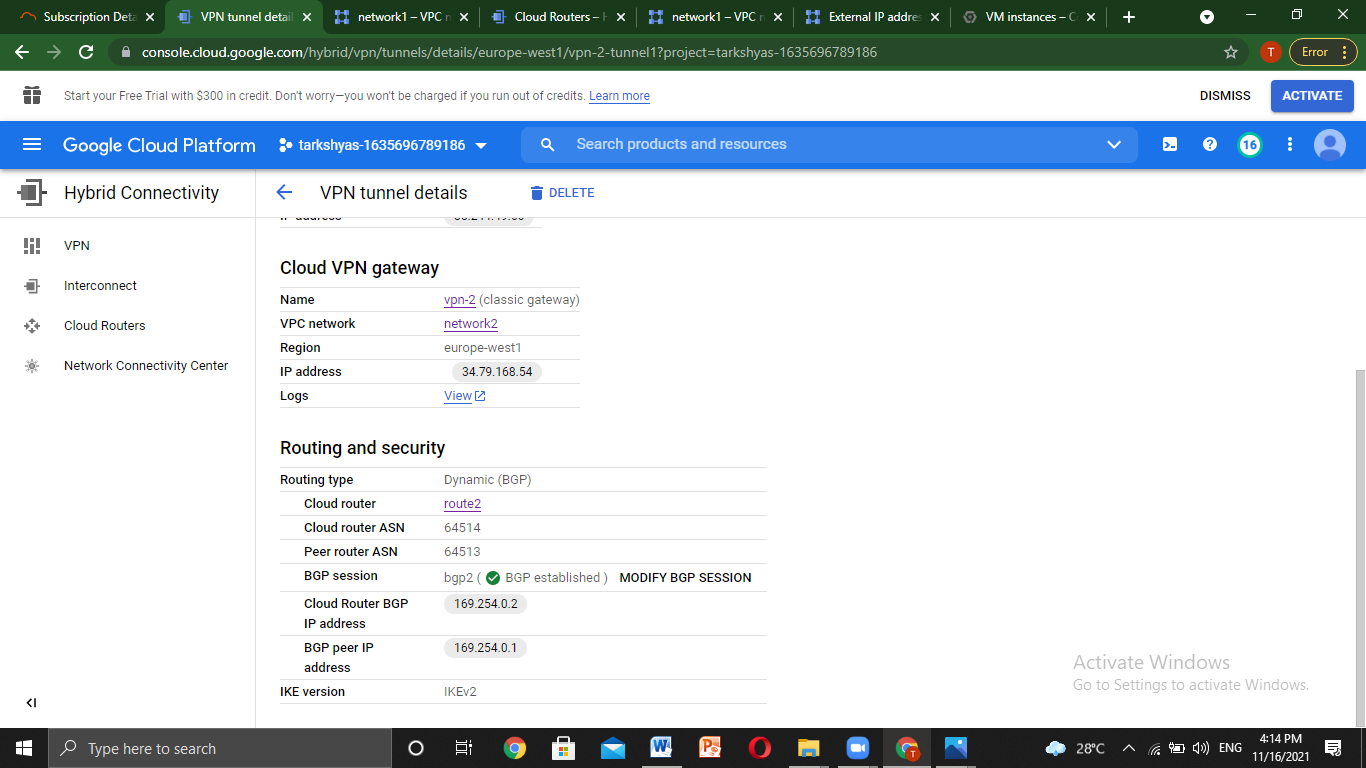 Subscription Deta
VPN tunnel detail
network1 – VPC n
Cloud Routers – H
network1 – VPC n
External IP addres
VM instances – C
console.cloud.google.com/hybrid/vpn/tunnels/details/europe-west1/vpn-2-tunnel1?project=tarkshyas-1635696789186
T
Error
Start your Free Trial with $300 in credit. Don't worry—you won't be charged if you run out of credits. Learn more
DISMISS
ACTIVATE
Google Cloud Platform
tarkshyas-1635696789186
Search products and resources
16
Hybrid Connectivity
VPN tunnel details
DELETE
VPN
Interconnect
Cloud Routers
Network Connectivity Center
IP address
Cloud VPN gateway
Name vpn-2 (classic gateway)
VPC network network2
Region europe-west1
IP address 34.79.168.54
Logs View
Routing and security
Routing type Dynamic (BGP)
Cloud router route2
Cloud router ASN 64514
Peer router ASN 64513
BGP session bgp2 ( BGP established ) MODIFY BGP SESSION
Cloud Router BGP 169.254.0.2
IP address
BGP peer IP 169.254.0.1
address
IKE version IKEv2
Activate Windows
Go to Settings to activate Windows.
Type here to search
28°C
ENG
4:14 PM
11/16/2021